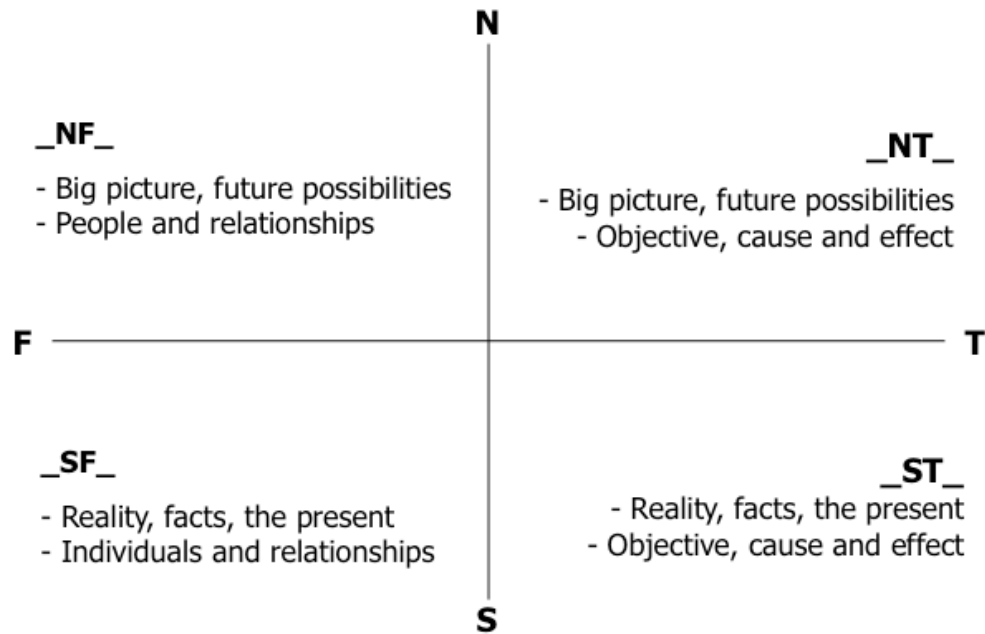 N
_NF_
- Big picture, future possibilities
- People and relationships
_NT_
- Big picture, future possibilities
- Objective, cause and effect
F
T
_SF_
- Reality, facts, the present
- Individuals and relationships
_ST_
- Reality, facts, the present
- Objective, cause and effect
S